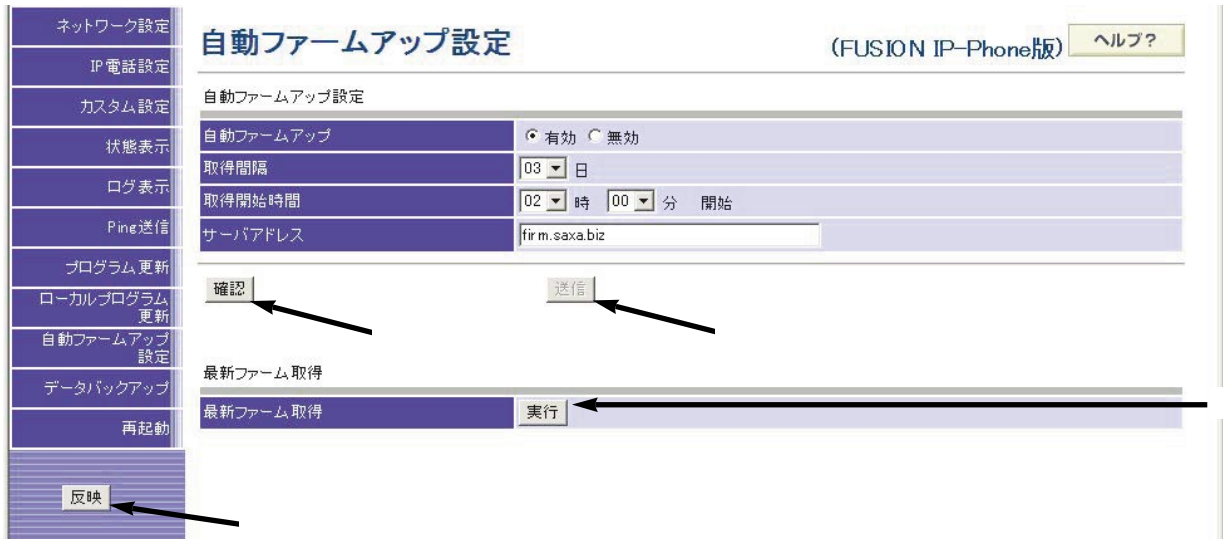 ネットワーク設定
IP電話設定
カスタム設定
状態表示
ログ表示
Ping送信
プログラム更新
ローカルプログラム
更新
自動ファームアップ
設定
データバックアップ
再起動
反映
自動ファームアップ設定
(FUSION IP-Phone版)
ヘルプ?
自動ファームアップ設定
自動ファームアップ 有効 無効
取得間隔 03 日
取得開始時間 02 時 00 分 開始
サーバアドレス firm.saxa.biz
確認 送信
最新ファーム取得
最新ファーム取得 実行